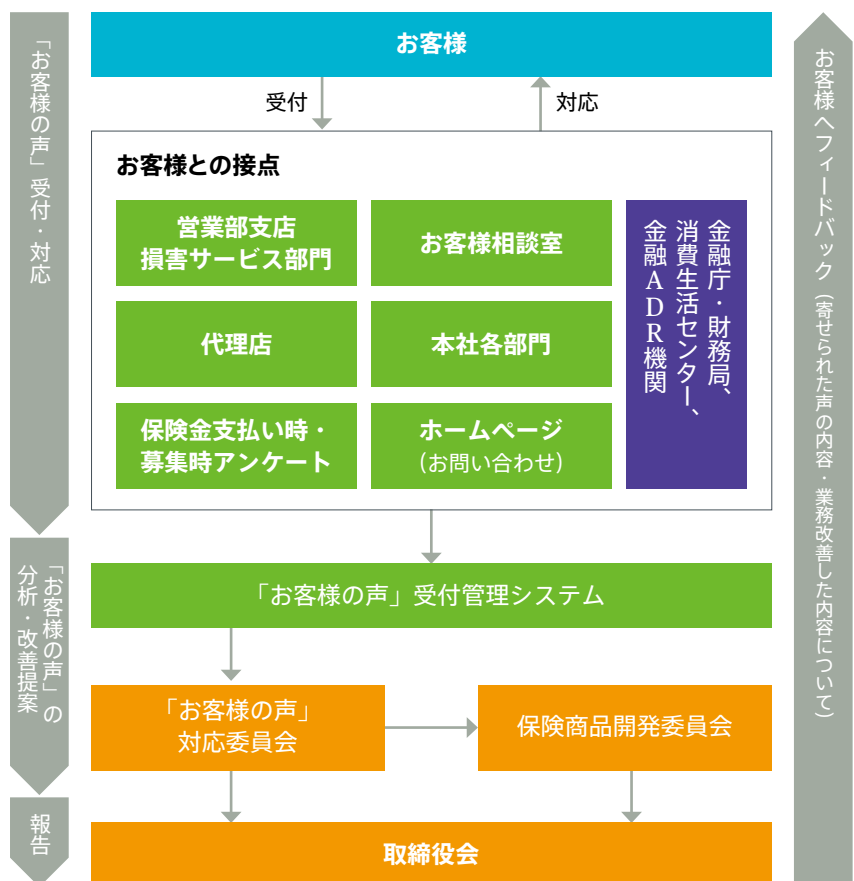 お客様
受付
対応
お客様との接点
営業部支店
損害サービス部門
お客様相談室
代理店
本社各部門
保険金支払い時・
募集時アンケート
ホームページ
(お問い合わせ)
金融庁・財務局、
消費生活センター、
金融ADR機関
「お客様の声」受付管理システム
「お客様の声」
対応委員会
保険商品開発委員会
取締役会
「お客様の声」受付・対応
「お客様の声」の
分析・改善提案
報告
お客様へフィードバック(寄せられた声の内容・業務改善した内容について)